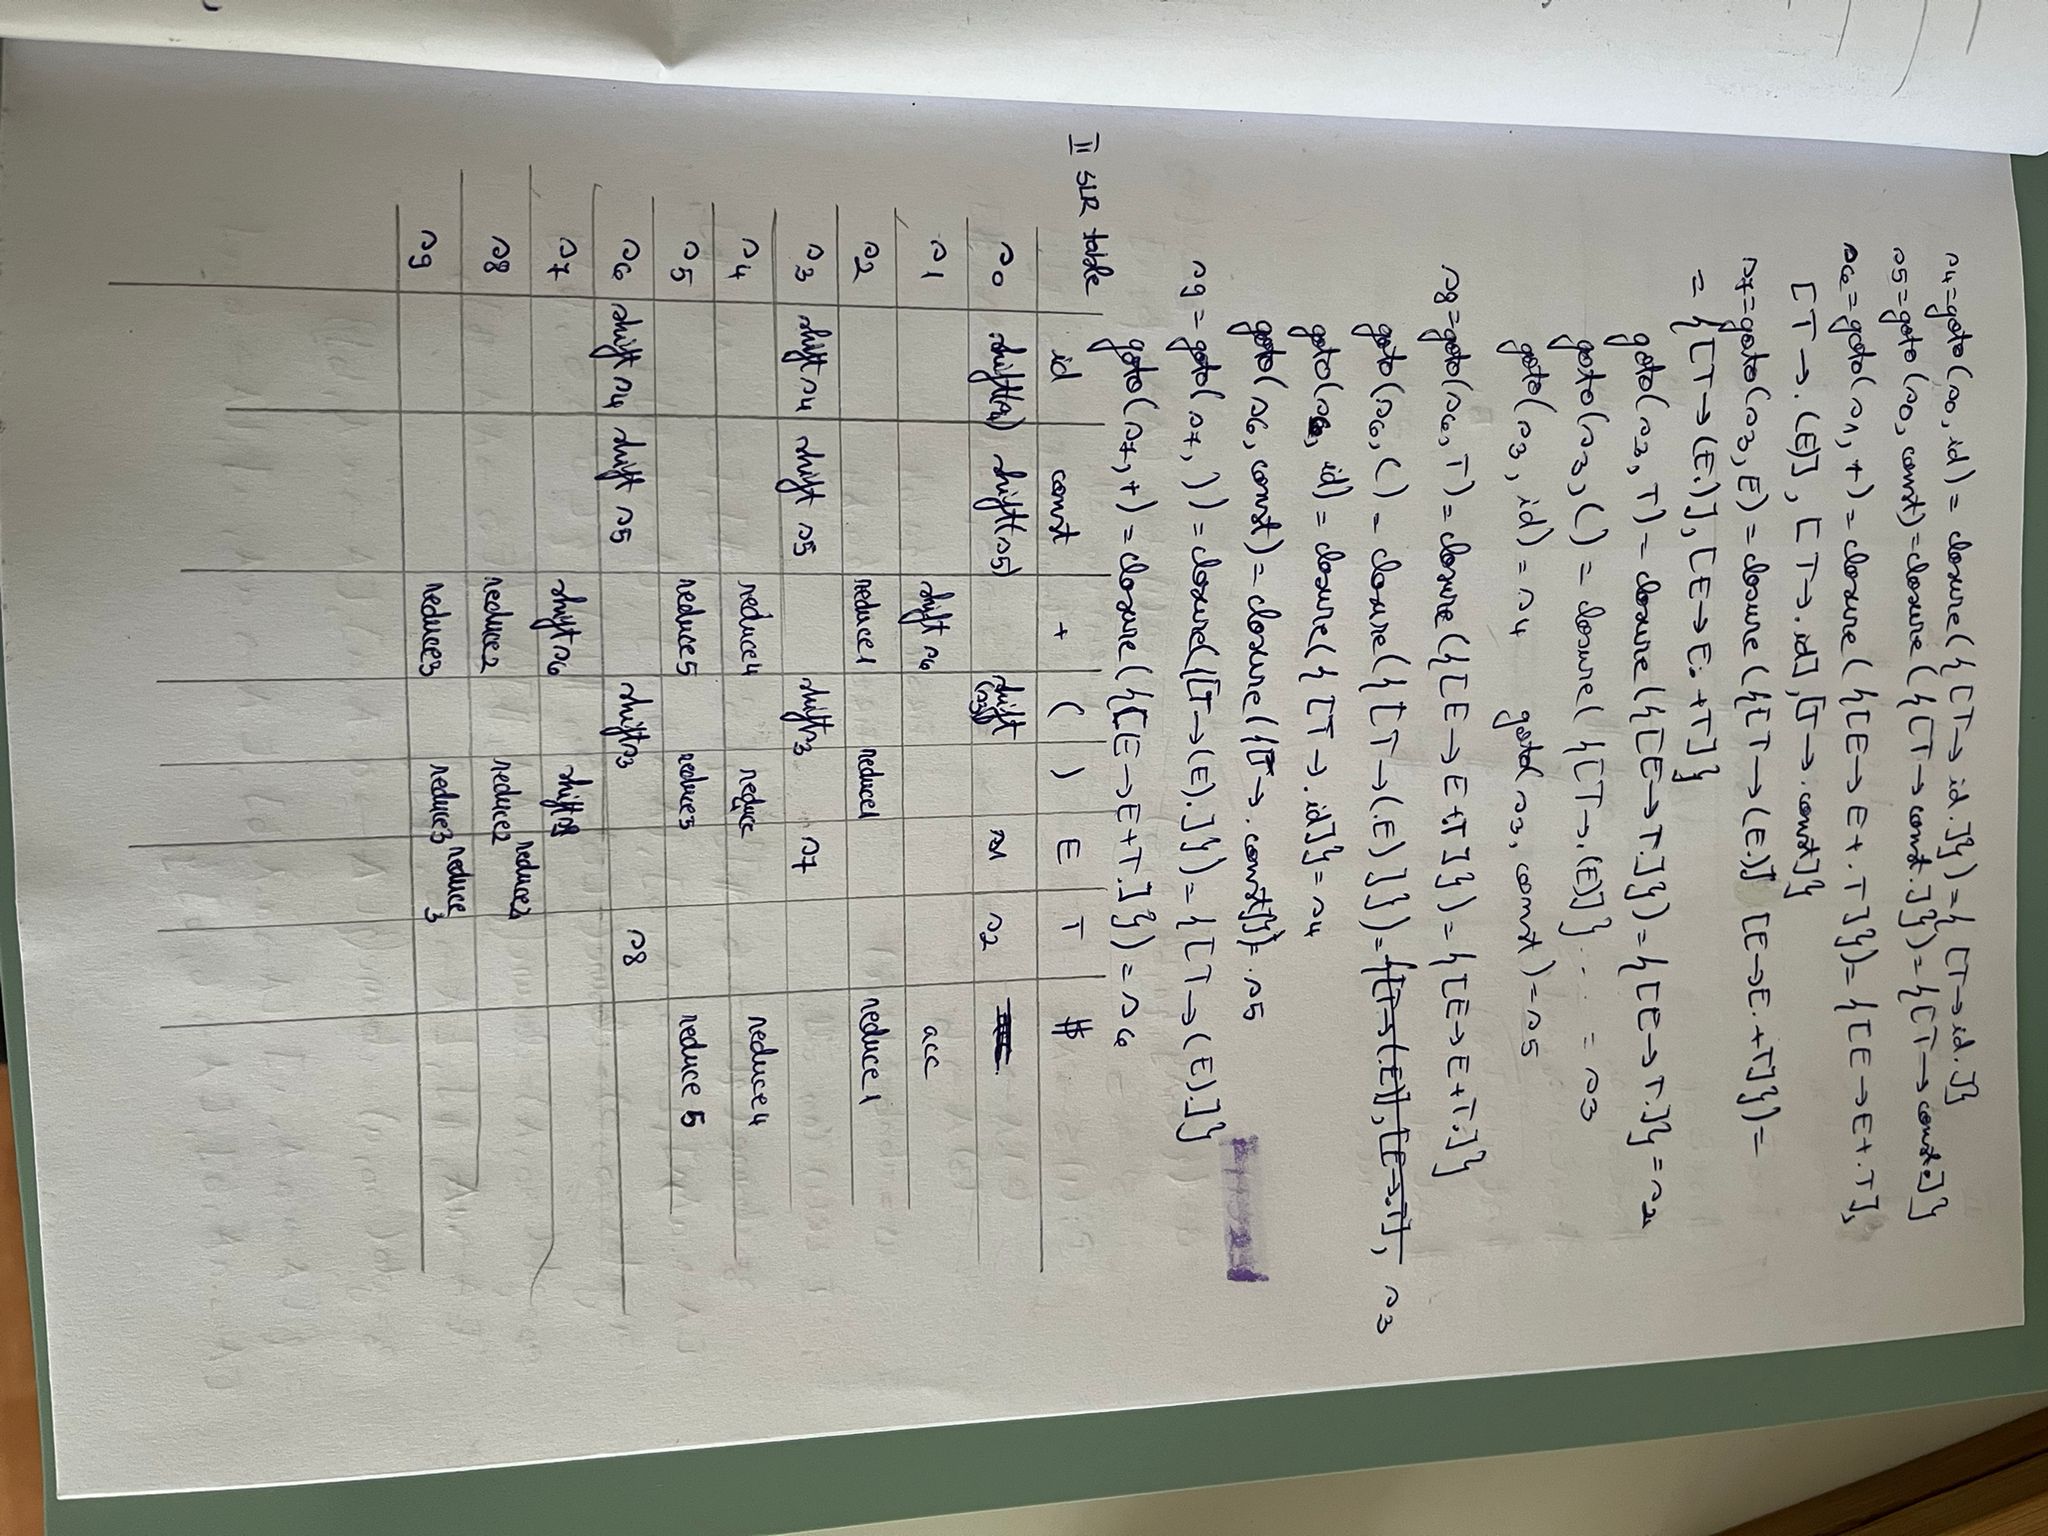 s4=goto(s0, id) = closure({[T→id.]}) = {[T→id.]}
s5=goto(s0, const)=closure({[T→const.]})={[T→const.]}
s6=goto(s1, +) = closure({[E→E+.T]})={[E→E+.T],
[T→.(E)], [T→.id],[T→.const]}
s7=goto(s3, E) = closure({[T→(E.)] [E→E.+T]})=
= {[T→(E.)], [E→E.+T]}
goto(s3, T) = closure({[E→T.]})={[E→T.]} = s2
goto(s3, () = closure({[T→.(E)]} ... = s3
goto(s3, id) = s4 goto(s3, const)=s5
s8=goto(s6, T) = closure({[E→E+.T]})={[E→E+T.]}
goto(s6, () = closure({[T→(.E)]})={[T→(.E)], [E→.T], s3
goto(s6, id) = closure({[T→.id]}= s4
goto(s6, const) = closure({[T→.const]})= s5
s9 = goto(s7, )) = closure({[T→(E).]})={[T→(E).]}
goto(s7, +) = closure({[E→E+T.]}) = s6
II SLR table
id const + ( ) E T $
s0 shift(s4) shift(s5) shift (s3) s1 s2 acc
s1 shift s6 acc
s2 reduce1 reduce1 reduce 1
s3 shift s4 shift s5 shift s3 s7
s4 reduce4 reduce 4 reduce4
s5 reduce5 reduce5 reduce 5
s6 shift s4 shift s5 shift s3 s8
s7 shift s6 shift s9
s8 reduce2 reduce2 reduce2
s9 reduce3 reduce3 reduce 3